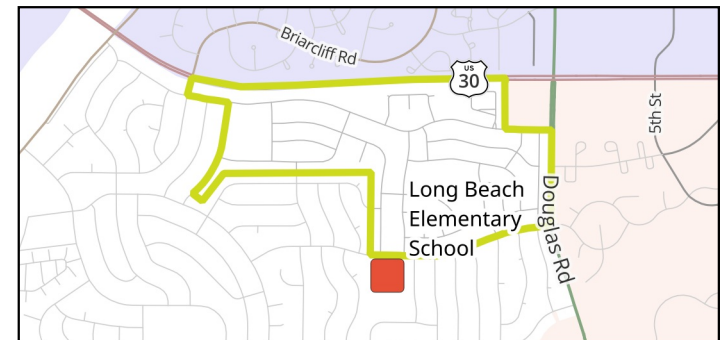 Briarcliff Rd
US
30
5th St
Long Beach
Elementary
School
Douglas Rd